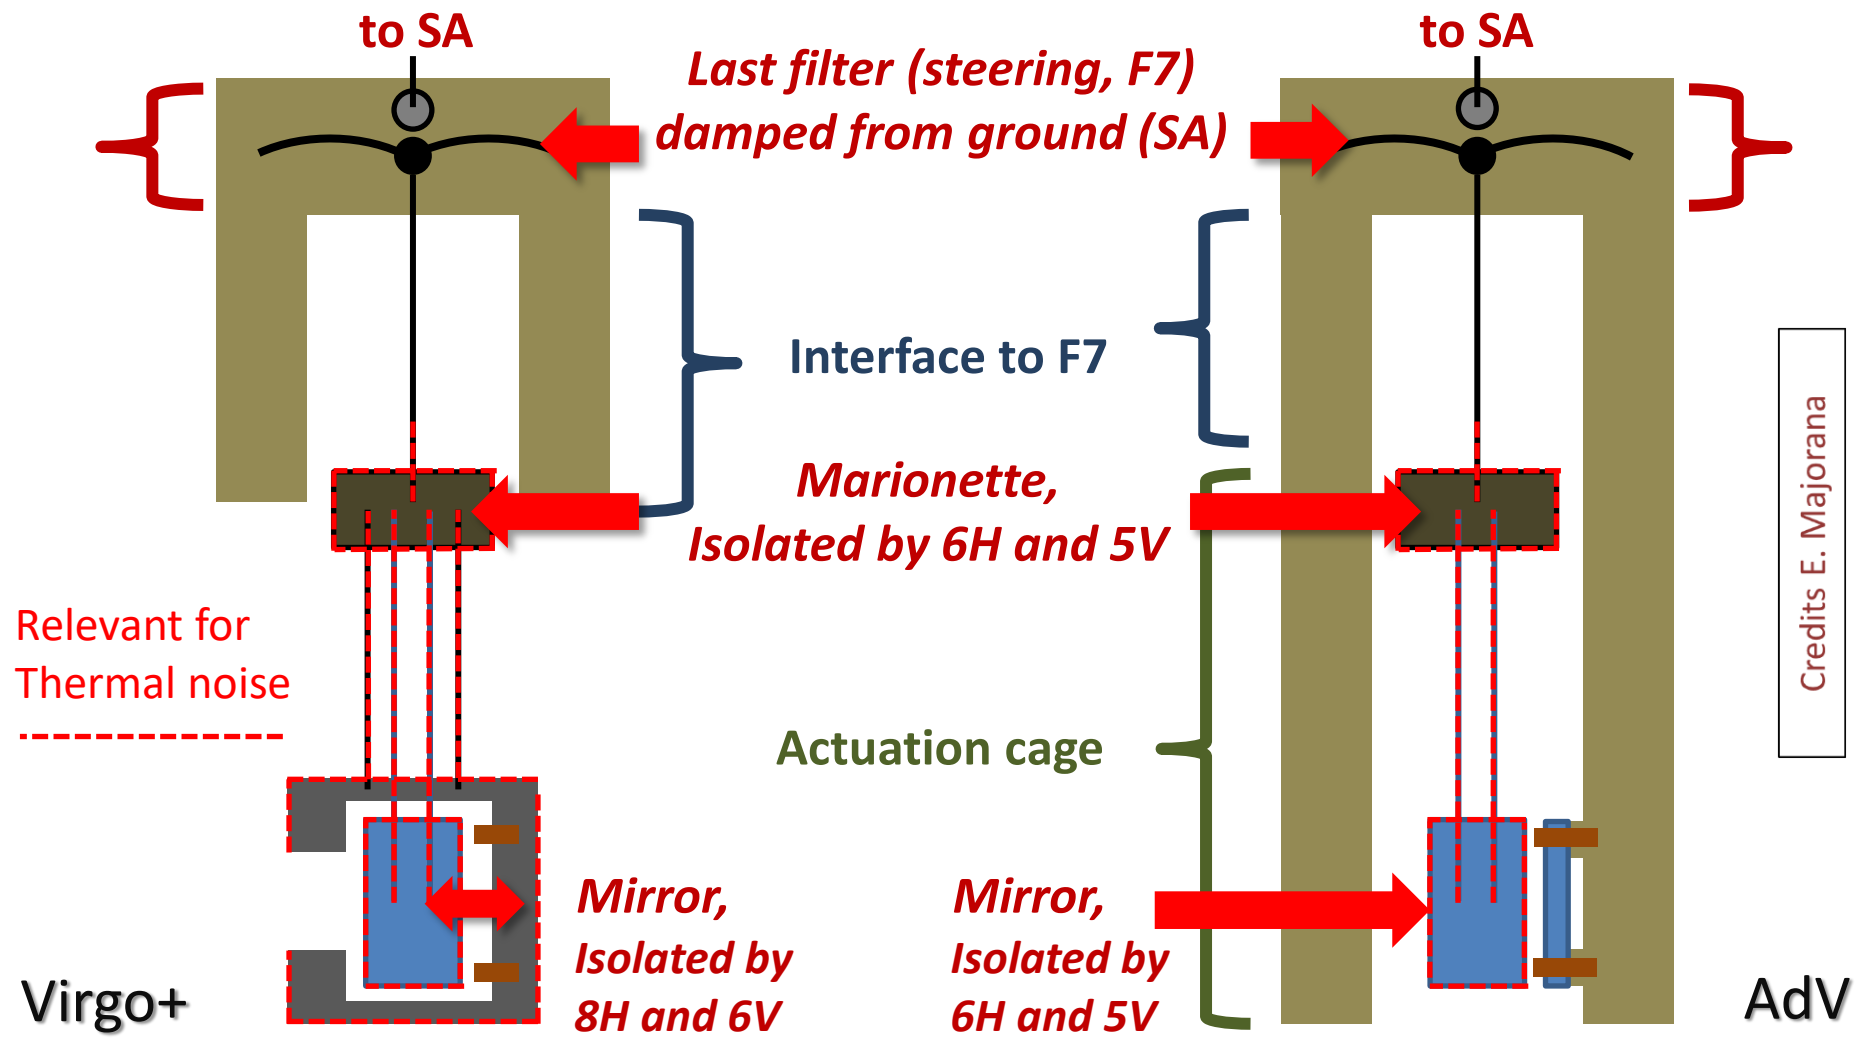 to SA
to SA
Last filter (steering, F7)
damped from ground (SA)
Interface to F7
Marionette,
Isolated by 6H and 5V
Relevant for
Thermal noise
Actuation cage
Mirror,
Isolated by
8H and 6V
Mirror,
Isolated by
6H and 5V
Virgo+
AdV
Credits E. Majorana